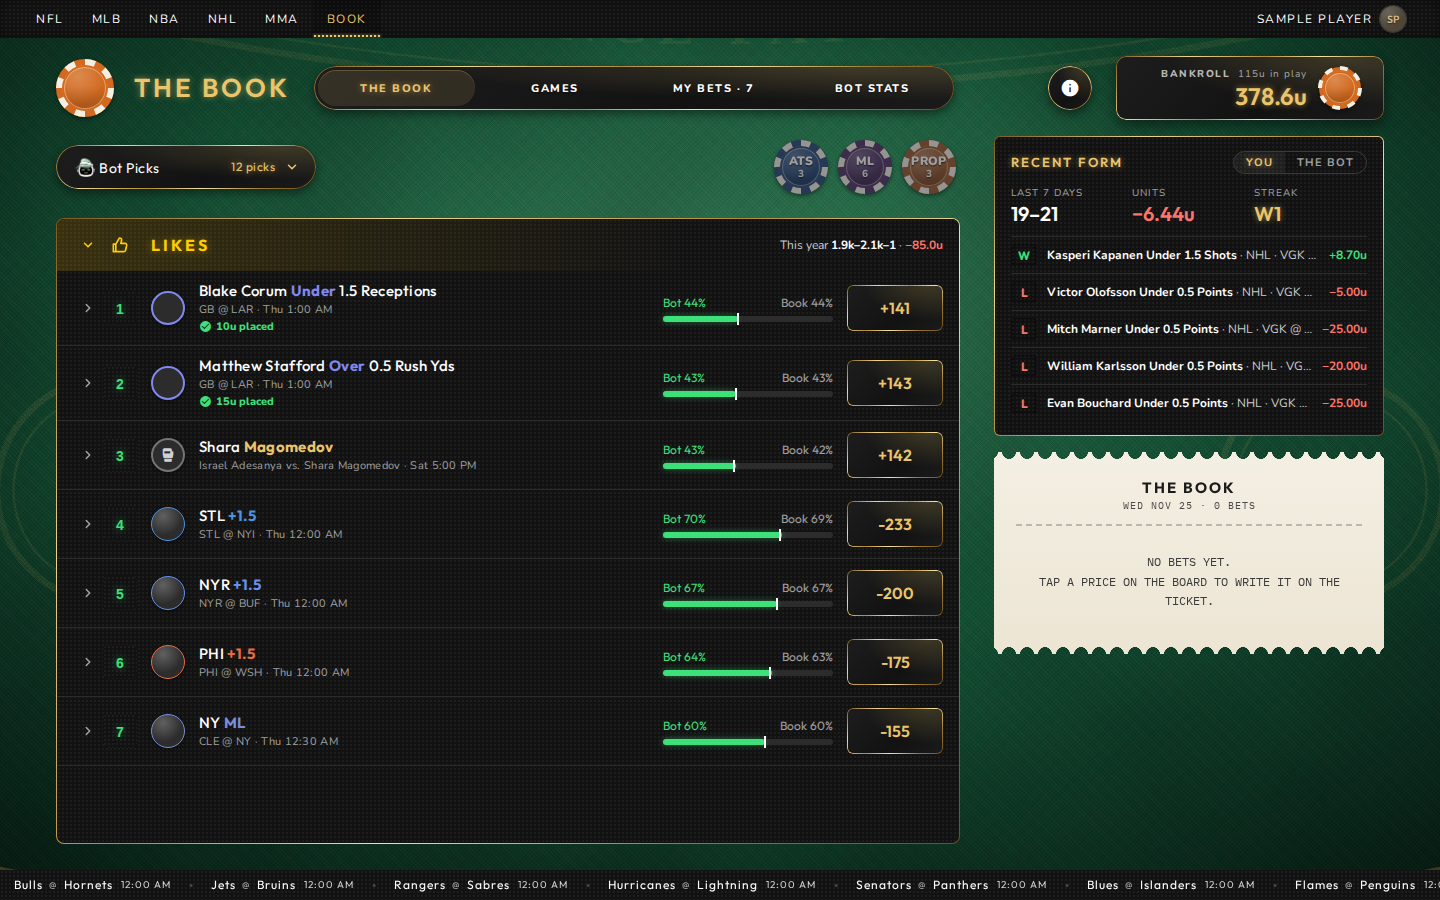 NFL MLB NBA NHL MMA BOOK SAMPLE PLAYER SP
THE BOOK THE BOOK GAMES MY BETS · 7 BOT STATS
BANKROLL 115u in play
378.6u
Bot Picks 12 picks
ATS 3
ML 6
PROP 3
LIKES This year 1.9k–2.1k–1 · −85.0u
1 Blake Corum Under 1.5 Receptions
GB @ LAR · Thu 1:00 AM
10u placed
Bot 44% Book 44%
+141
2 Matthew Stafford Over 0.5 Rush Yds
GB @ LAR · Thu 1:00 AM
15u placed
Bot 43% Book 43%
+143
3 Shara Magomedov
Israel Adesanya vs. Shara Magomedov · Sat 5:00 PM
Bot 43% Book 42%
+142
4 STL +1.5
STL @ NYI · Thu 12:00 AM
Bot 70% Book 69%
-233
5 NYR +1.5
NYR @ BUF · Thu 12:00 AM
Bot 67% Book 67%
-200
6 PHI +1.5
PHI @ WSH · Thu 12:00 AM
Bot 64% Book 63%
-175
7 NY ML
CLE @ NY · Thu 12:30 AM
Bot 60% Book 60%
-155
RECENT FORM YOU THE BOT
LAST 7 DAYS UNITS STREAK
19–21 −6.44u W1
W Kasperi Kapanen Under 1.5 Shots · NHL · VGK ... +8.70u
L Victor Olofsson Under 0.5 Points · NHL · VGK ... −5.00u
L Mitch Marner Under 0.5 Points · NHL · VGK @ ... −25.00u
L William Karlsson Under 0.5 Points · NHL · VG... −20.00u
L Evan Bouchard Under 0.5 Points · NHL · VGK ... −25.00u
THE BOOK
WED NOV 25 · 0 BETS
NO BETS YET.
TAP A PRICE ON THE BOARD TO WRITE IT ON THE
TICKET.
Bulls @ Hornets 12:00 AM · Jets @ Bruins 12:00 AM · Rangers @ Sabres 12:00 AM · Hurricanes @ Lightning 12:00 AM · Senators @ Panthers 12:00 AM · Blues @ Islanders 12:00 AM · Flames @ Penguins